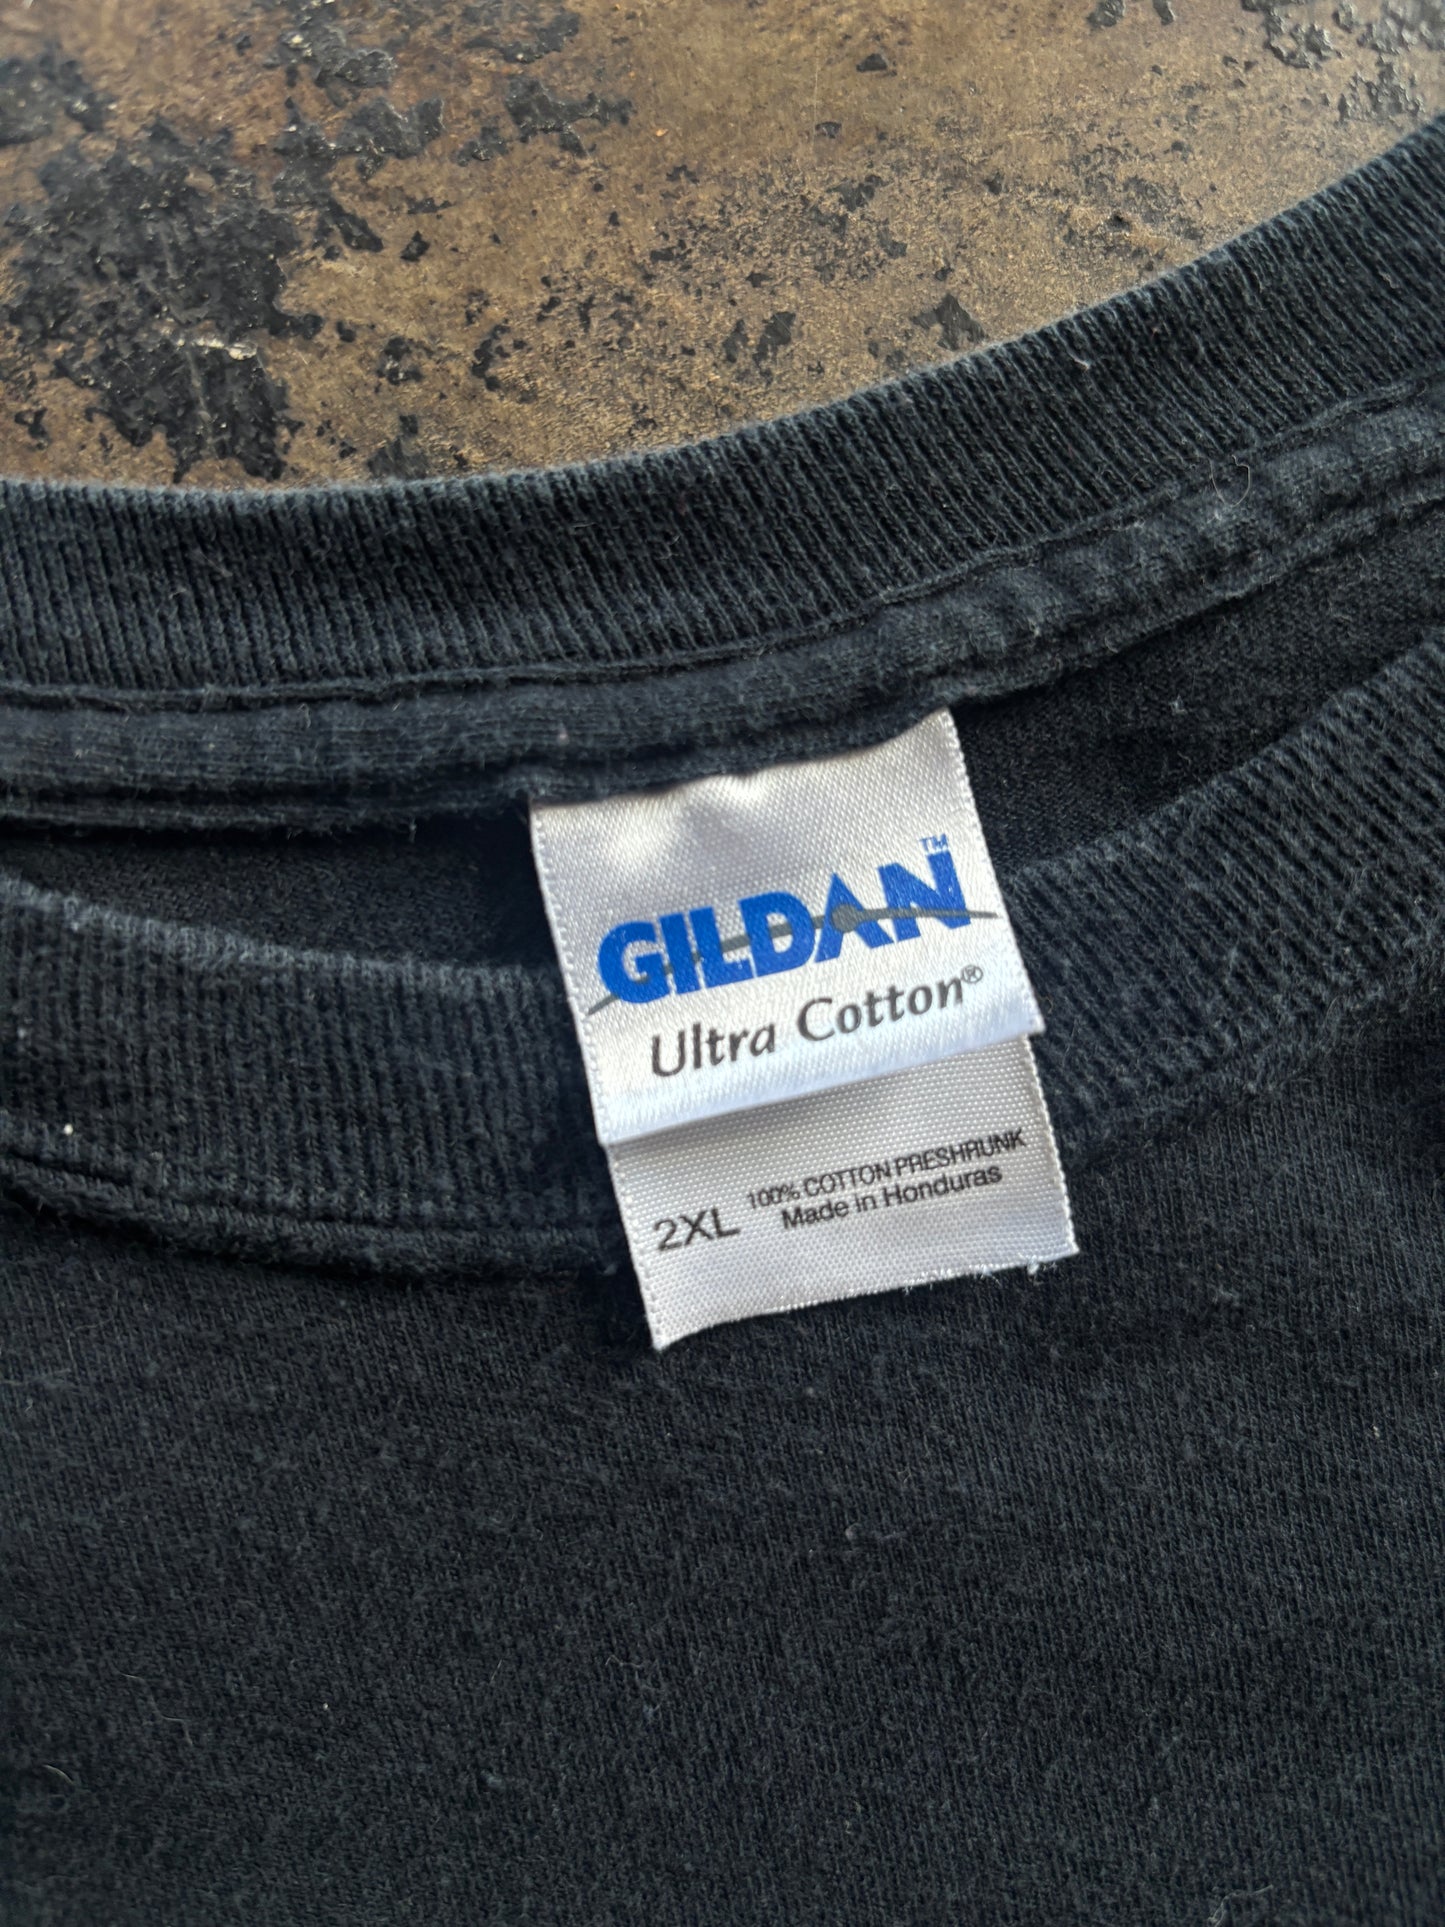 GILDAN™
Ultra Cotton®
2XL
100% COTTON PRESHRUNK
Made in Honduras